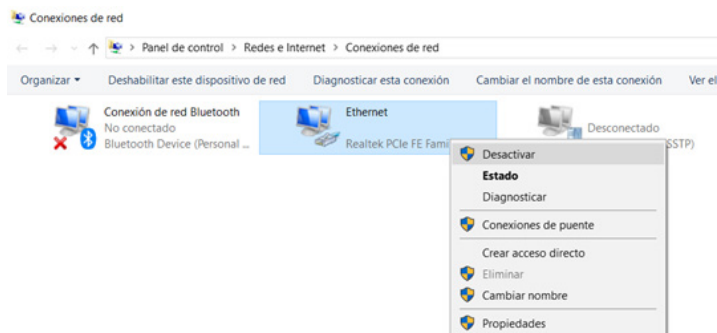 Conexiones de red
Panel de control > Redes e Internet > Conexiones de red
Organizar Deshabilitar este dispositivo de red Diagnosticar esta conexión Cambiar el nombre de esta conexión Ver el
Conexión de red Bluetooth
No conectado
Bluetooth Device (Personal ...
Ethernet
Realtek PCIe FE Fami
Desconectado
SSTP)
Desactivar
Estado
Diagnosticar
Conexiones de puente
Crear acceso directo
Eliminar
Cambiar nombre
Propiedades